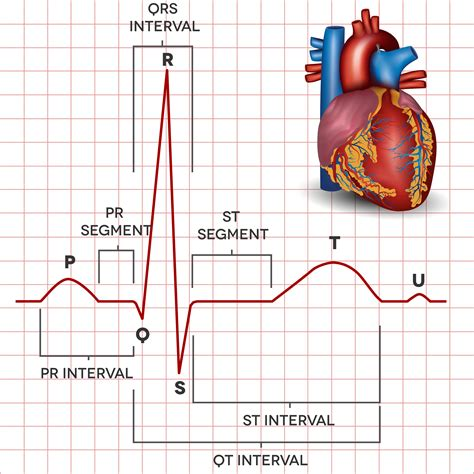 QRS
INTERVAL
R
PR
SEGMENT
ST
SEGMENT
P
T
U
Q
S
PR INTERVAL
ST INTERVAL
QT INTERVAL